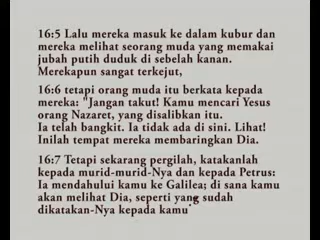 16:5 Lalu mereka masuk ke dalam kubur dan
mereka melihat seorang muda yang memakai
jubah putih duduk di sebelah kanan.
Merekapun sangat terkejut,
16:6 tetapi orang muda itu berkata kepada
mereka: "Jangan takut! Kamu mencari Yesus
orang Nazaret, yang disalibkan itu.
Ia telah bangkit. Ia tidak ada di sini. Lihat!
Inilah tempat mereka membaringkan Dia.
16:7 Tetapi sekarang pergilah, katakanlah
kepada murid-murid-Nya dan kepada Petrus:
Ia mendahului kamu ke Galilea; di sana kamu
akan melihat Dia, seperti yang sudah
dikatakan-Nya kepada kamu"